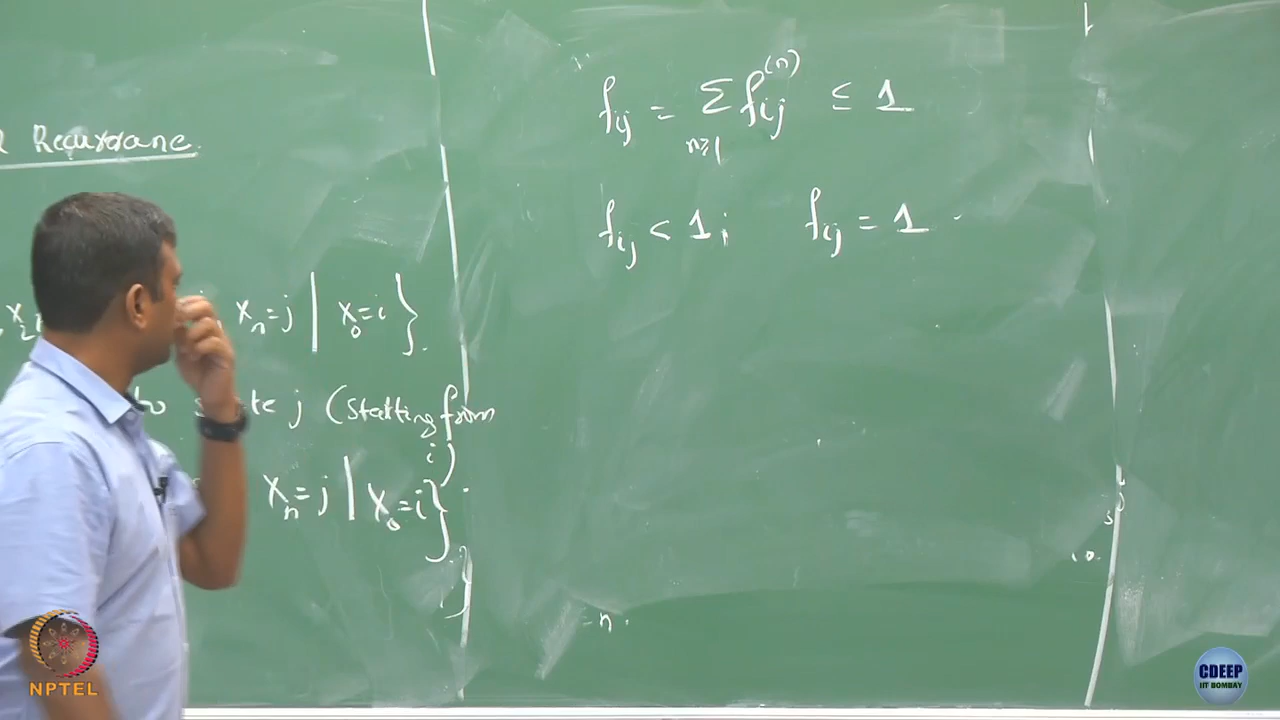 Recurrane.
X_n=j | X_0=i}.
state j (starting from
i)
X_n=j | X_0=i}.
f_ij = Σ_{n≥1} f_ij^(n) ≤ 1
f_ij < 1; f_ij = 1
=n.
NPTEL
CDEEP
IIT BOMBAY